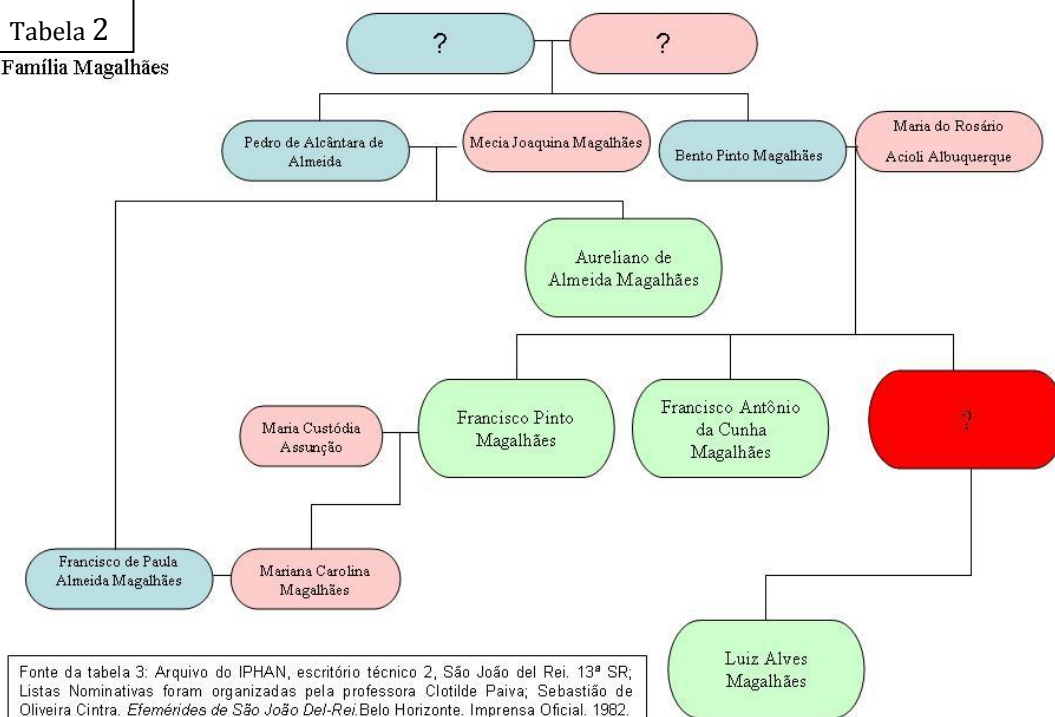 Tabela 2
Família Magalhães
?
?
Pedro de Alcântara de
Almeida
Mecia Joaquina Magalhães
Bento Pinto Magalhães
Maria do Rosário
Acioli Albuquerque
Aureliano de
Almeida Magalhães
Maria Custódia
Assunção
Francisco Pinto
Magalhães
Francisco Antônio
da Cunha
Magalhães
?
Francisco de Paula
Almeida Magalhães
Mariana Carolina
Magalhães
Luiz Alves
Magalhães
Fonte da tabela 3: Arquivo do IPHAN, escritório técnico 2, São João del Rei. 13ª SR;
Listas Nominativas foram organizadas pela professora Clotilde Paiva; Sebastião de
Oliveira Cintra. Efemérides de São João Del-Rei.Belo Horizonte. Imprensa Oficial. 1982.